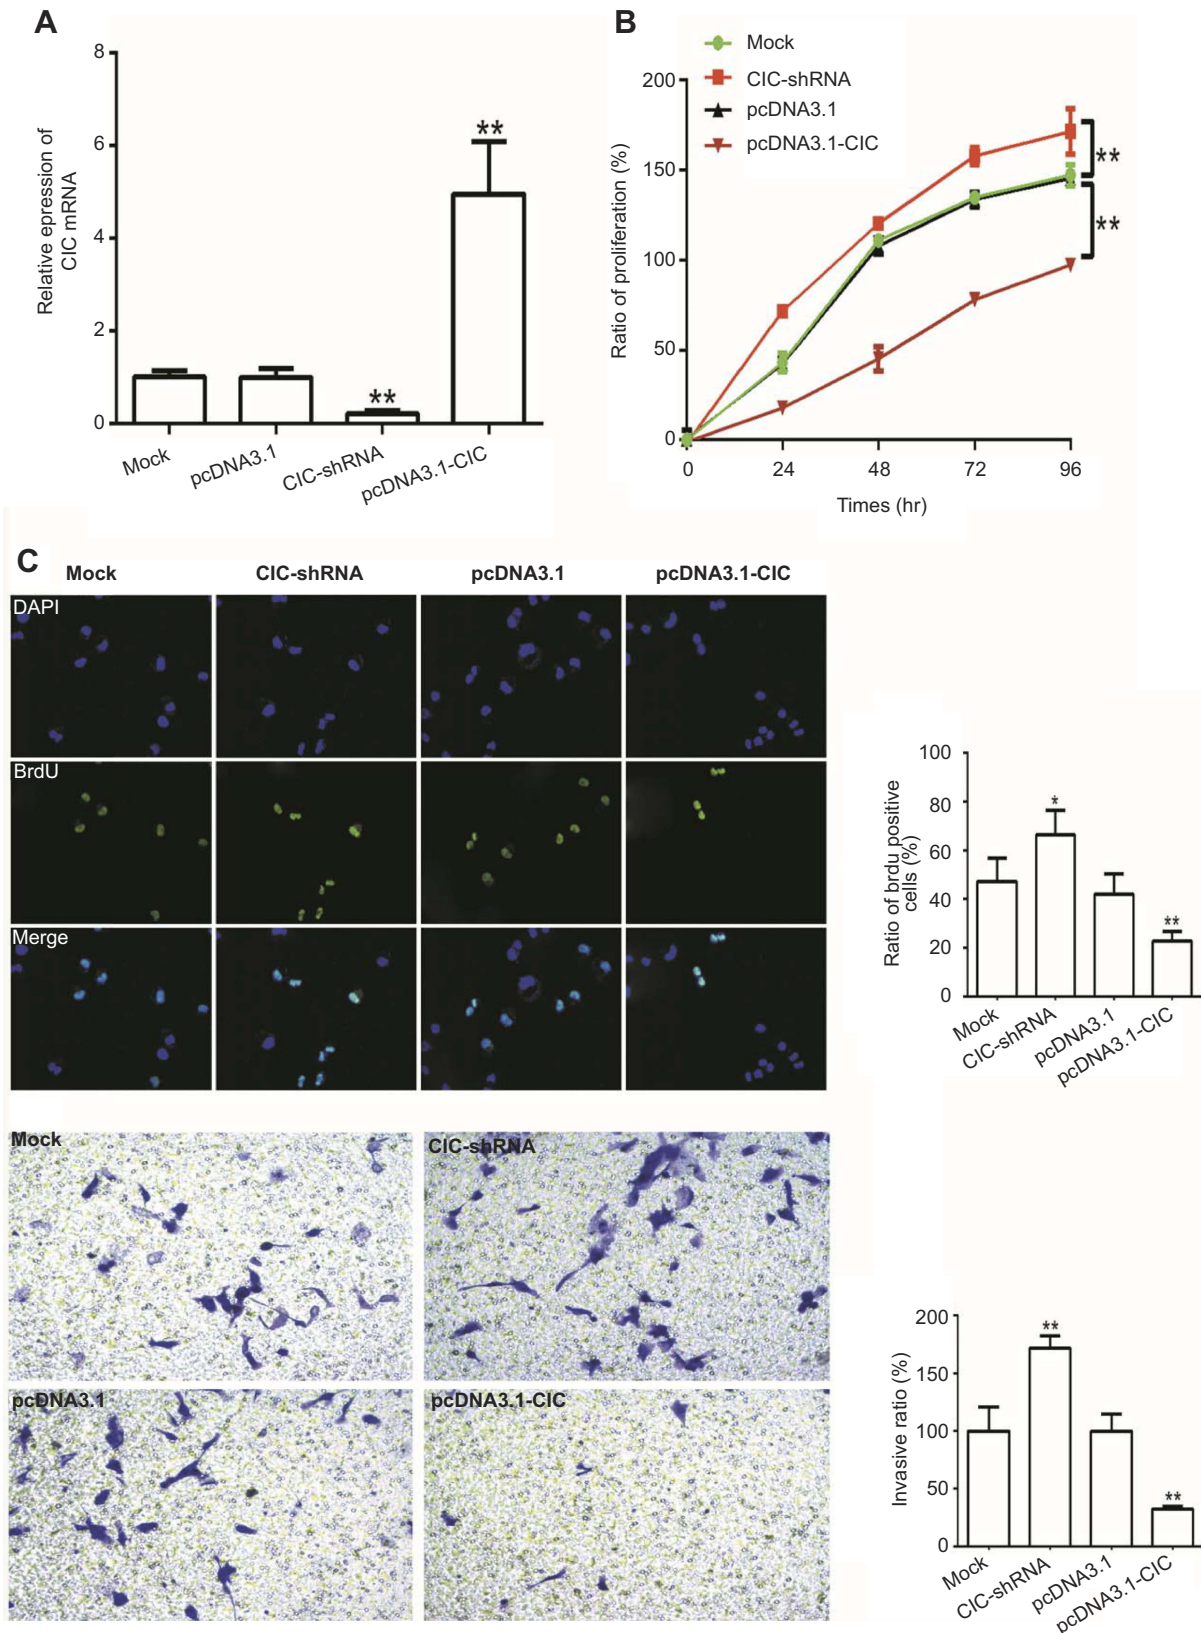 A
8
6
4
2
0
Relative epression of
CIC mRNA
**
**
Mock
pcDNA3.1
CIC-shRNA
pcDNA3.1-CIC
B
Mock
CIC-shRNA
pcDNA3.1
pcDNA3.1-CIC
200
150
100
50
0
Ratio of proliferation (%)
**
**
0 24 48 72 96
Times (hr)
C
Mock CIC-shRNA pcDNA3.1 pcDNA3.1-CIC
DAPI
BrdU
Merge
100
80
60
40
20
0
Ratio of brdu positive
cells (%)
*
**
Mock
CIC-shRNA
pcDNA3.1
pcDNA3.1-CIC
Mock
CIC-shRNA
pcDNA3.1
pcDNA3.1-CIC
200
150
100
50
0
Invasive ratio (%)
**
**
Mock
CIC-shRNA
pcDNA3.1
pcDNA3.1-CIC